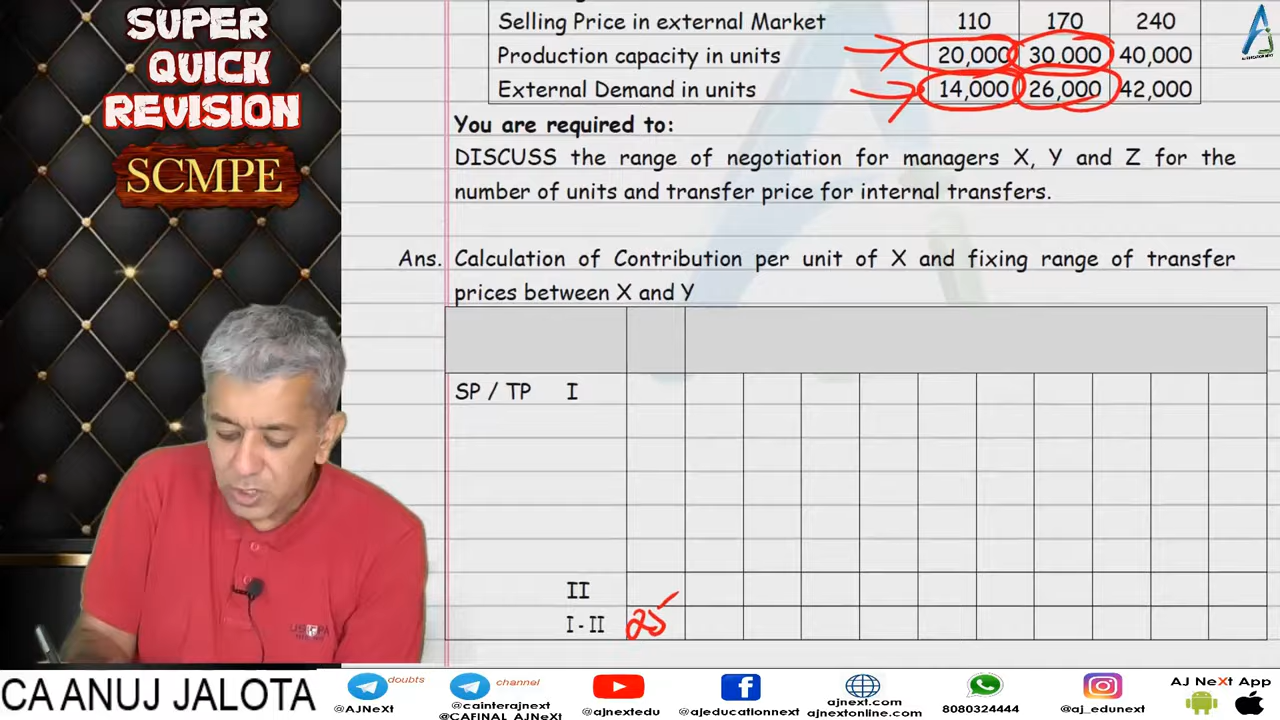 SUPER
QUICK
REVISION
SCMPE
Selling Price in external Market 110 170 240
Production capacity in units 20,000 30,000 40,000
External Demand in units 14,000 26,000 42,000
You are required to:
DISCUSS the range of negotiation for managers X, Y and Z for the
number of units and transfer price for internal transfers.
Ans. Calculation of Contribution per unit of X and fixing range of transfer
prices between X and Y
SP / TP I
II
I - II 25
CA ANUJ JALOTA
doubts
@AJNeXt
channel
@cainterajnext
@CAFINAL_AJNeXt
@ajnextedu
@ajeducationnext
ajnext.com
ajnextonline.com
8080324444
@aj_edunext
AJ NeXt App